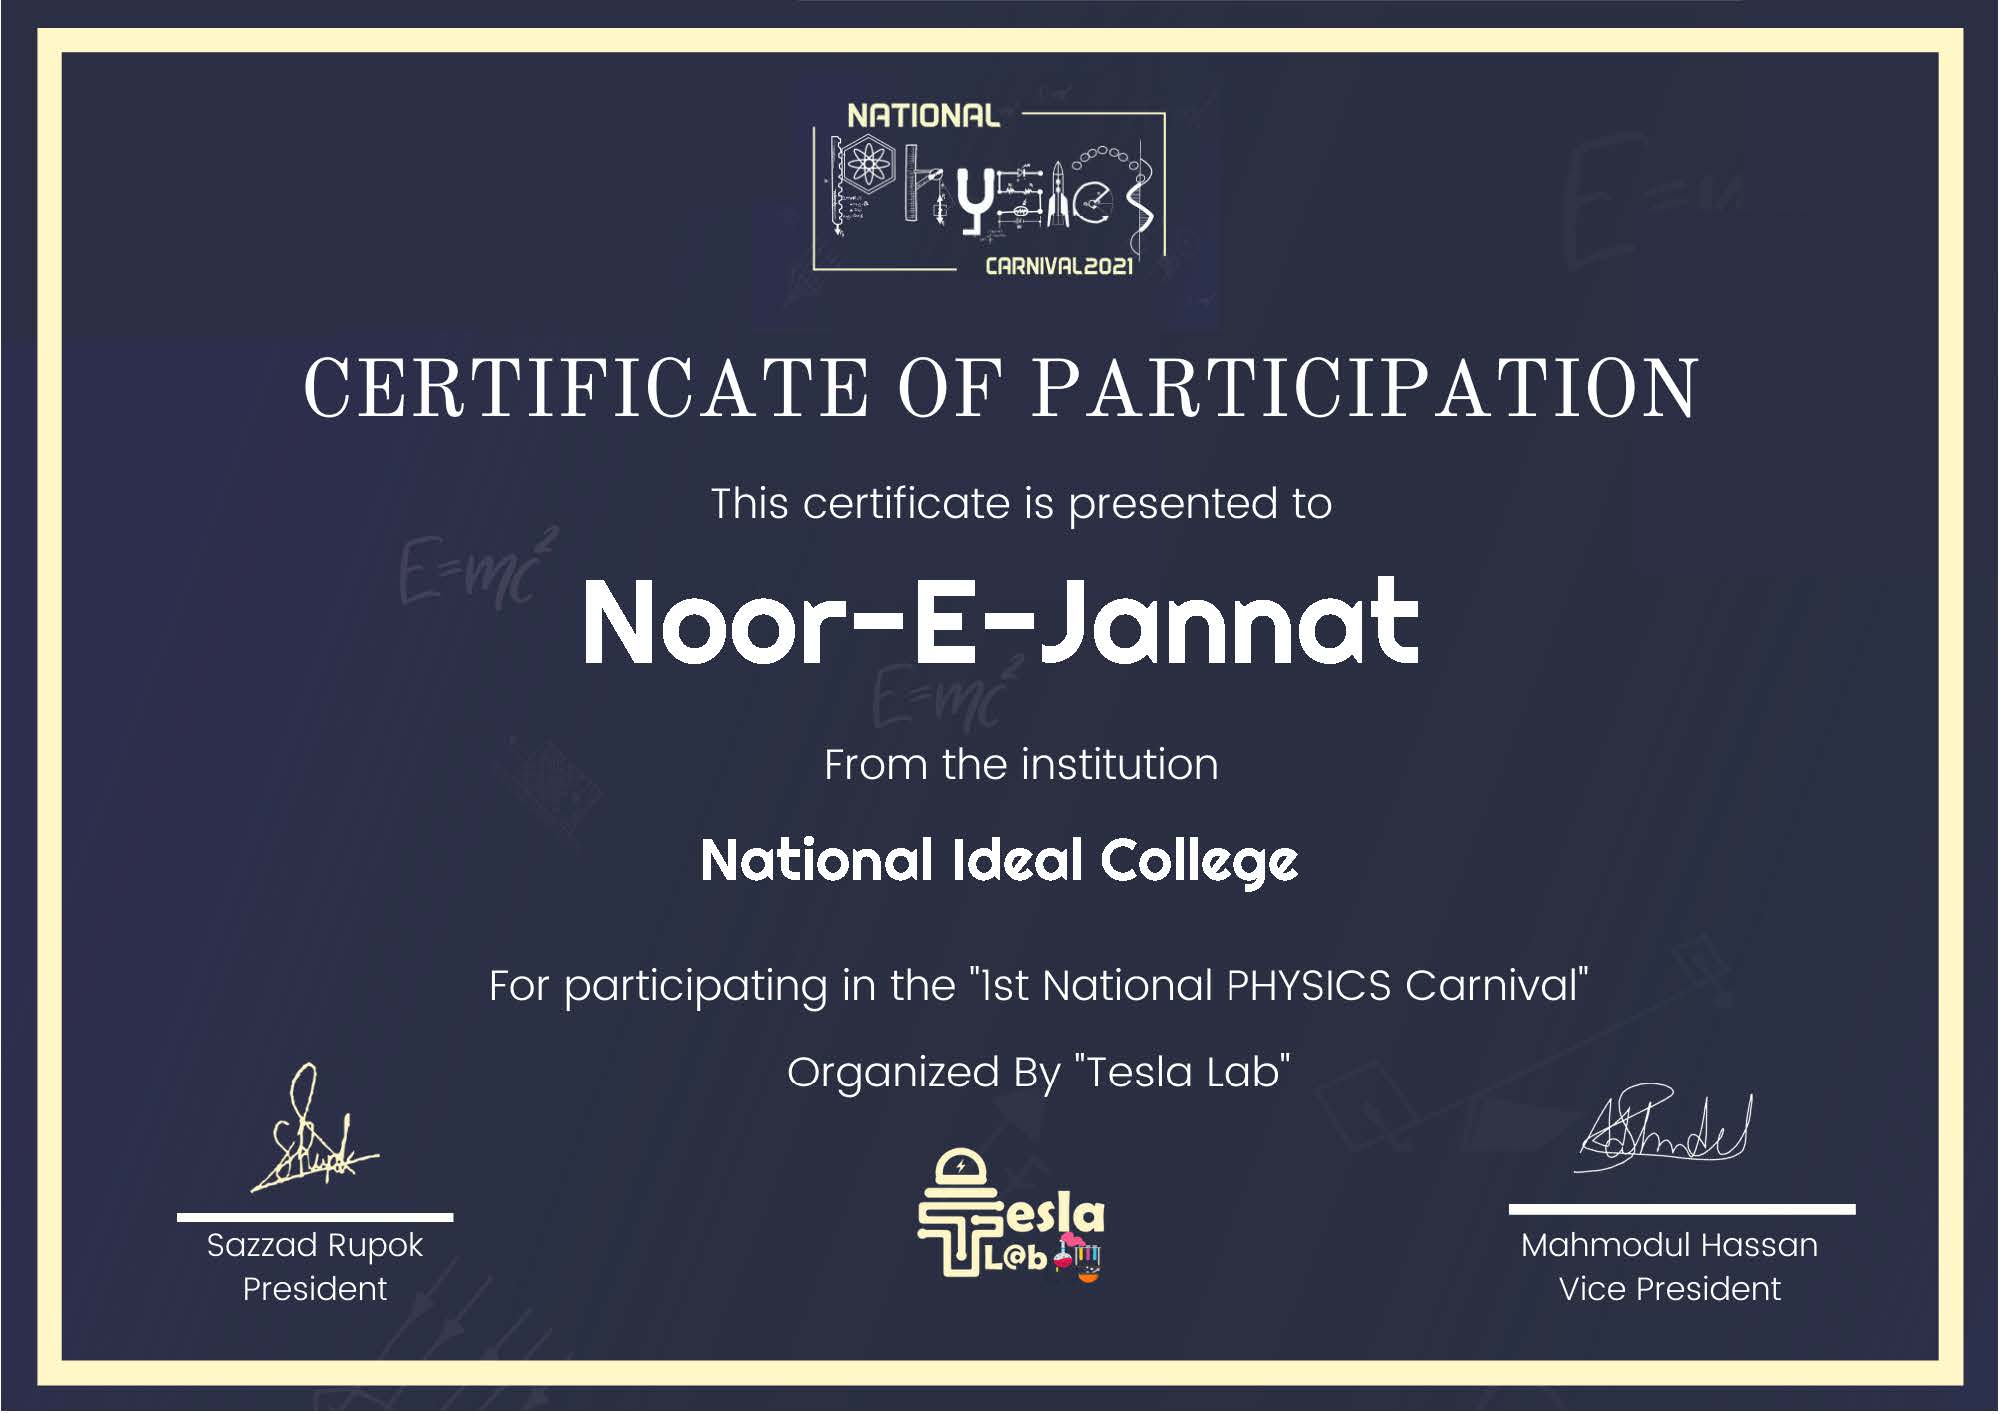 NATIONAL
Physics
CARNIVAL2021
E=m
CERTIFICATE OF PARTICIPATION
This certificate is presented to
E=mc²
Noor-E-Jannat
E=mc²
From the institution
National Ideal College
For participating in the "1st National PHYSICS Carnival"
Organized By "Tesla Lab"
Tesla
L@b
Sazzad Rupok
President
Mahmodul Hassan
Vice President